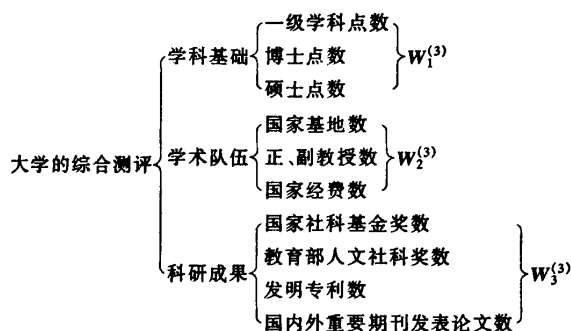 一级学科点数
学科基础 博士点数 W₁⁽³⁾
硕士点数
国家基地数
大学的综合测评 学术队伍 正、副教授数 W₂⁽³⁾
国家经费数
国家社科基金奖数
教育部人文社科奖数
科研成果 W₃⁽³⁾
发明专利数
国内外重要期刊发表论文数